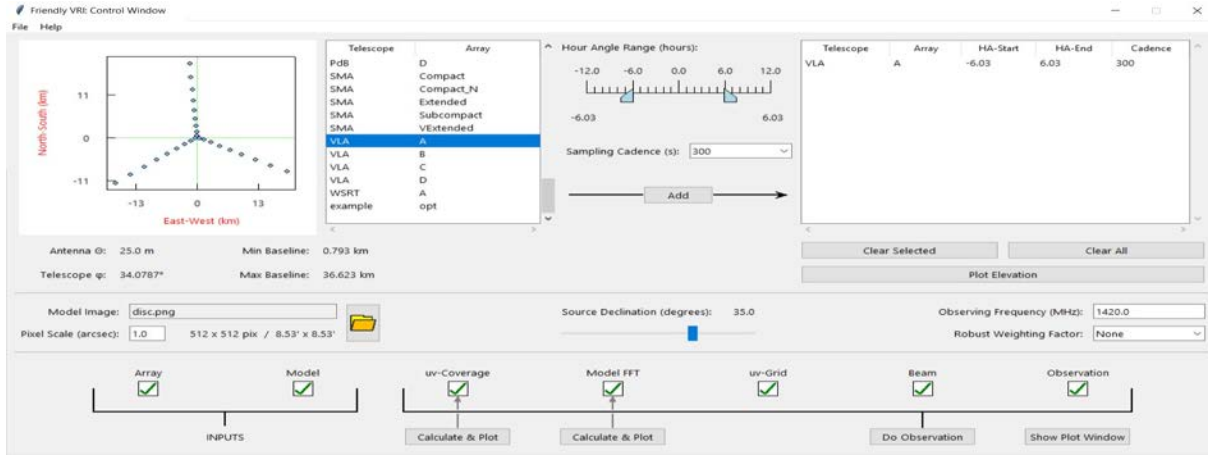 Friendly VRI: Control Window
File Help
North-South (km)
11
0
-11
-13 0 13
East-West (km)
Telescope Array
PdB D
SMA Compact
SMA Compact_N
SMA Extended
SMA Subcompact
SMA VExtended
VLA A
VLA B
VLA C
VLA D
WSRT A
example opt
Hour Angle Range (hours):
-12.0 -6.0 0.0 6.0 12.0
-6.03 6.03
Sampling Cadence (s): 300
Add
Telescope Array HA-Start HA-End Cadence
VLA A -6.03 6.03 300
Antenna Θ: 25.0 m Min Baseline: 0.793 km
Telescope φ: 34.0787° Max Baseline: 36.623 km
Clear Selected Clear All
Plot Elevation
Model Image: disc.png
Pixel Scale (arcsec): 1.0 512 x 512 pix / 8.53' x 8.53'
Source Declination (degrees): 35.0
Observing Frequency (MHz): 1420.0
Robust Weighting Factor: None
Array Model uv-Coverage Model FFT uv-Grid Beam Observation
INPUTS Calculate & Plot Calculate & Plot Do Observation Show Plot Window